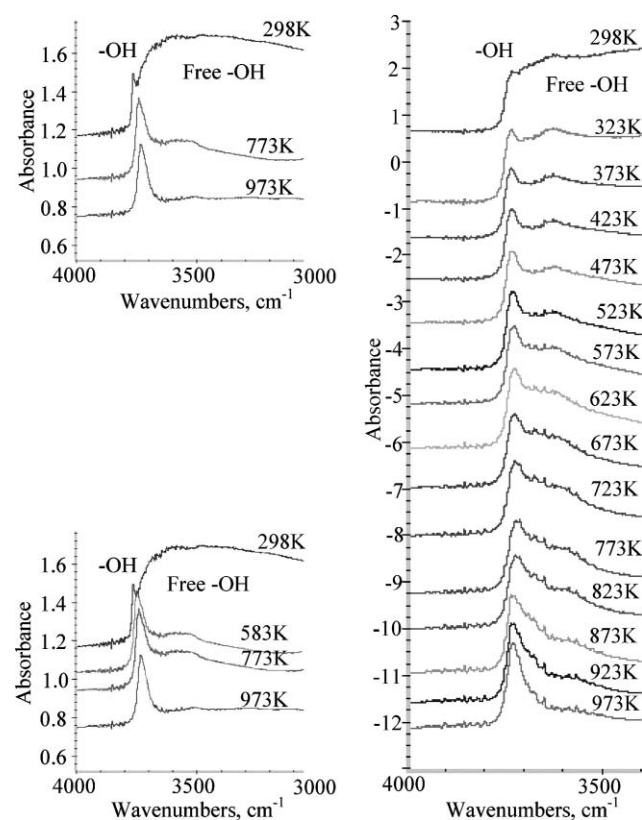 1.6
1.4
1.2
1.0
0.8
0.6
-OH
298K
Free -OH
773K
973K
Absorbance
4000
3500
3000
Wavenumbers, cm-1
1.6
1.4
1.2
1.0
0.8
0.6
-OH
298K
Free -OH
583K
773K
973K
Absorbance
4000
3500
3000
Wavenumbers, cm-1
3
2
1
0
-1
-2
-3
-4
-5
-6
-7
-8
-9
-10
-11
-12
-OH
298K
Free -OH
323K
373K
423K
473K
523K
573K
623K
673K
723K
773K
823K
873K
923K
973K
Absorbance
4000
3500
Wavenumbers, cm-1